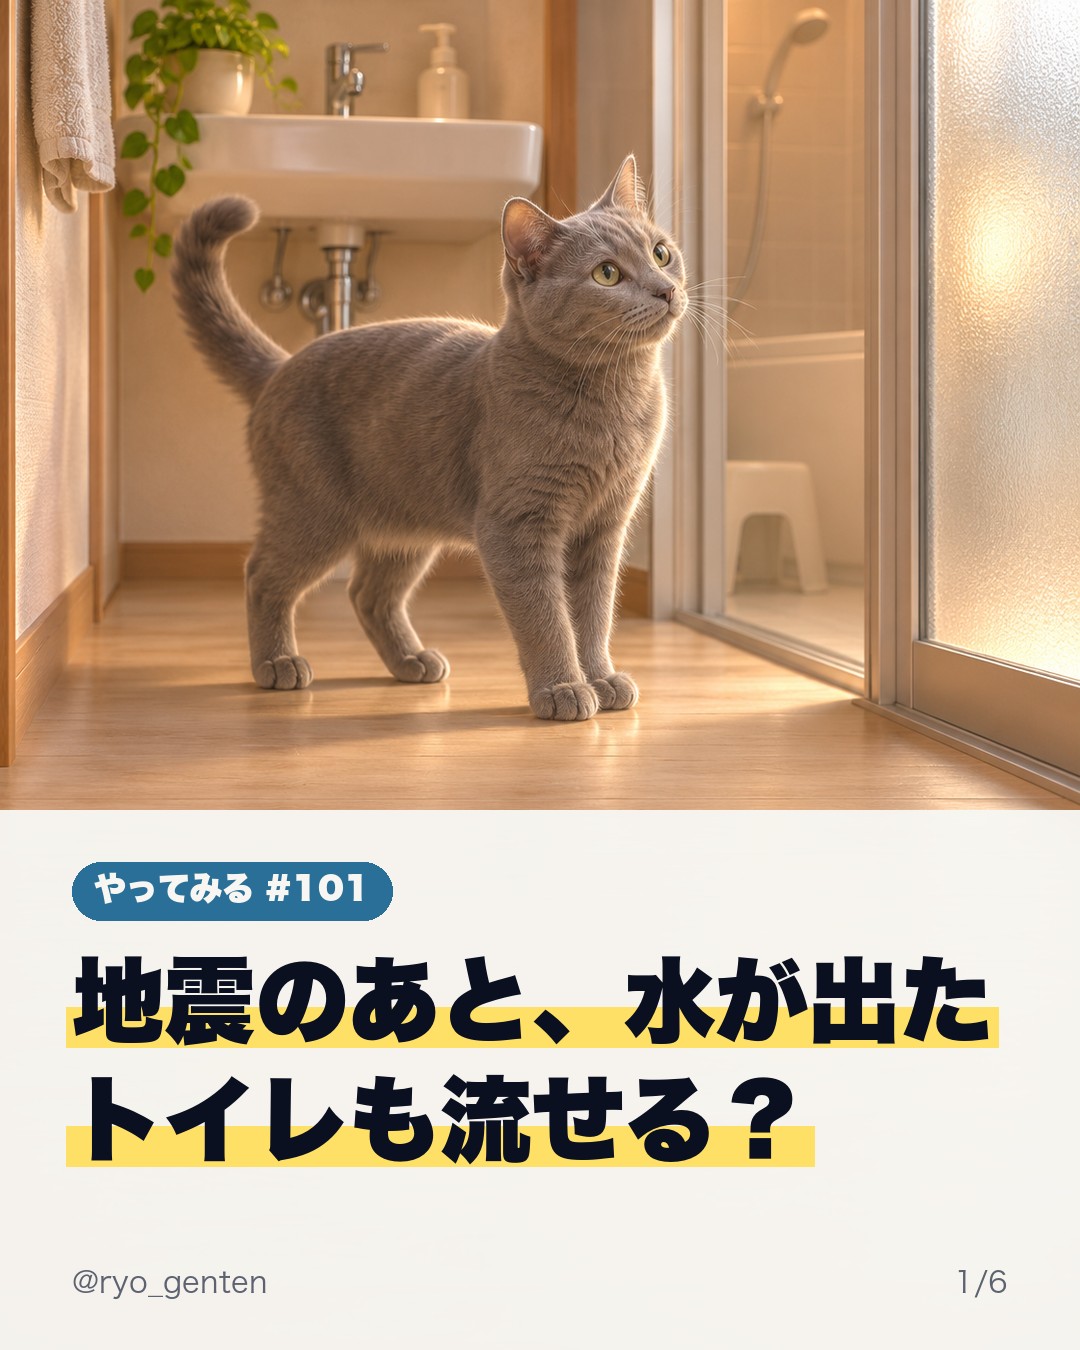 やってみる #101
地震のあと、水が出た
トイレも流せる？
@ryo_genten
1/6